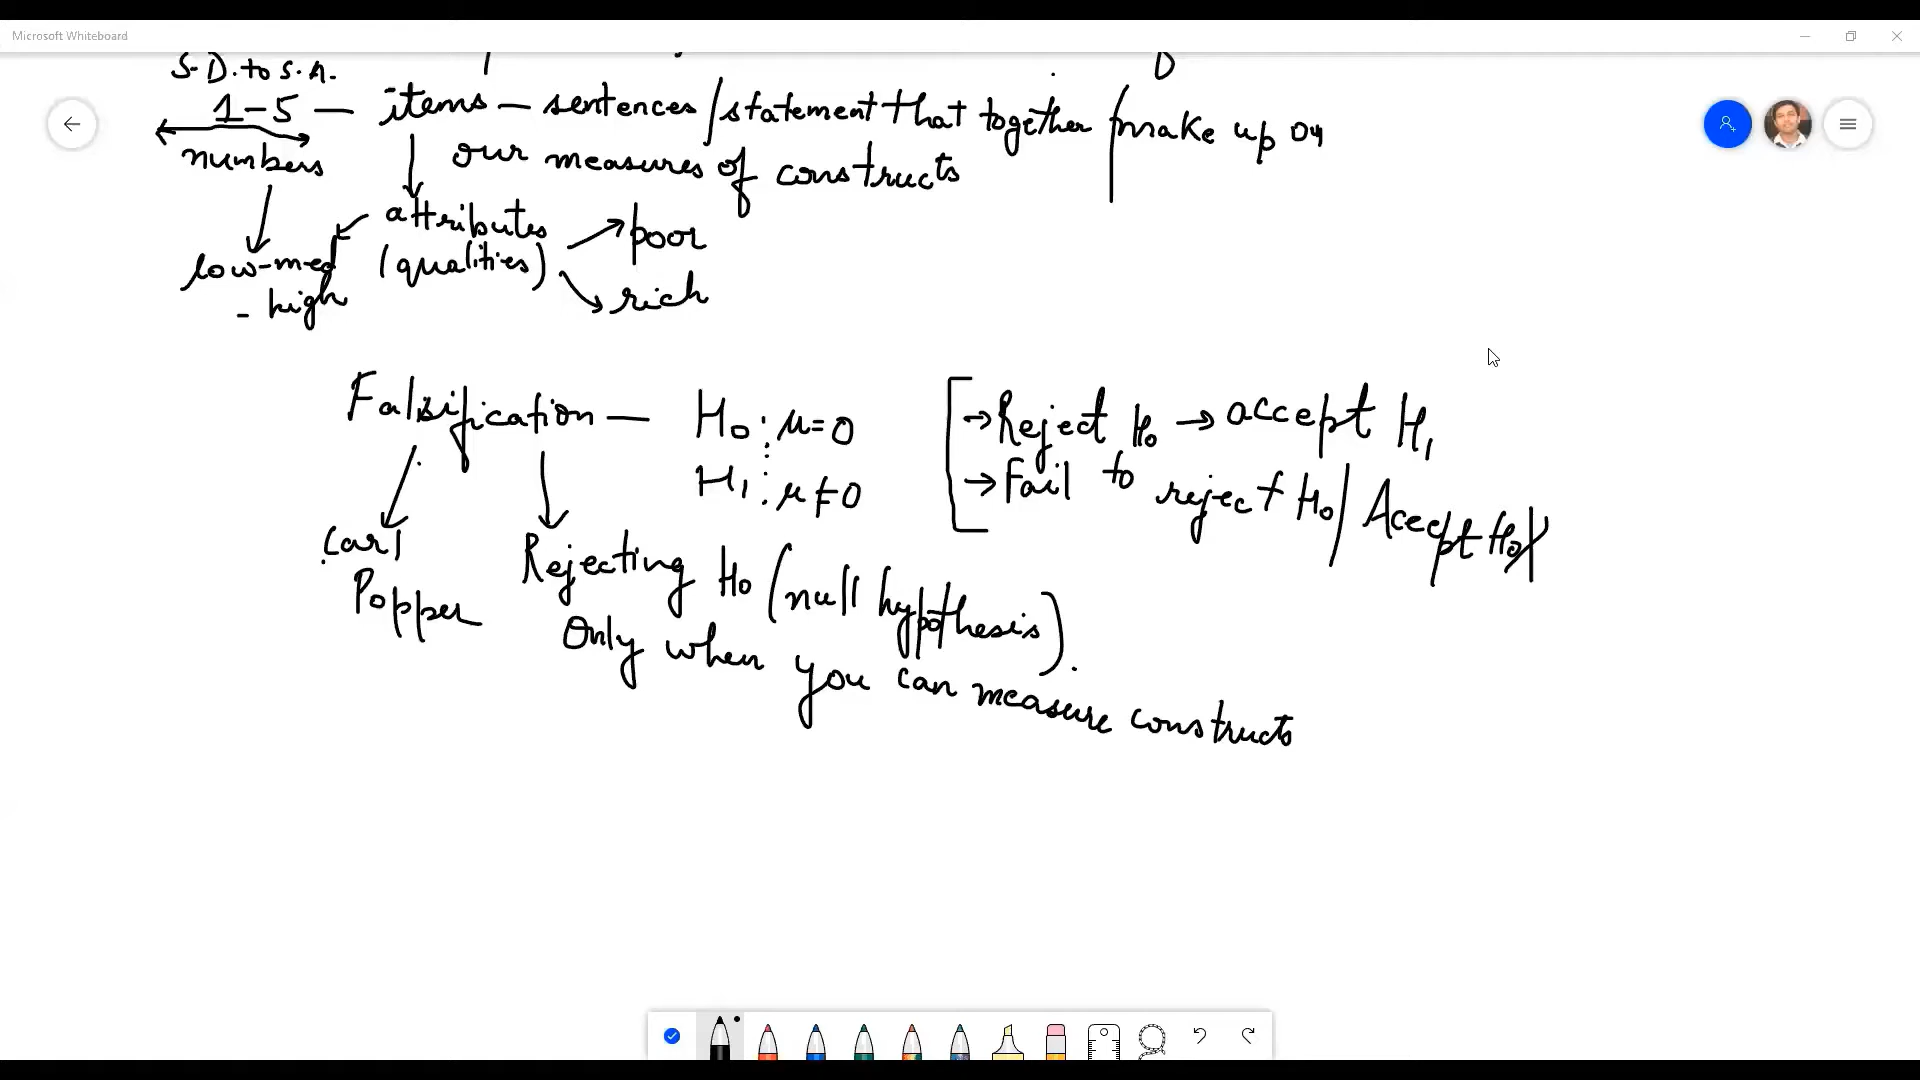 Microsoft Whiteboard
S.D. to S.A.
1-5 — items — sentences/statement that together make up
numbers
our measures of constructs
attributes
(qualities)
poor
rich
low-med
- high
Falsification — H0: μ=0
H1: μ≠0
→Reject H0 → accept H1
→Fail to reject H0/ Accept H0
Carl
Popper
Rejecting H0 (null hypothesis).
Only when you can measure constructs